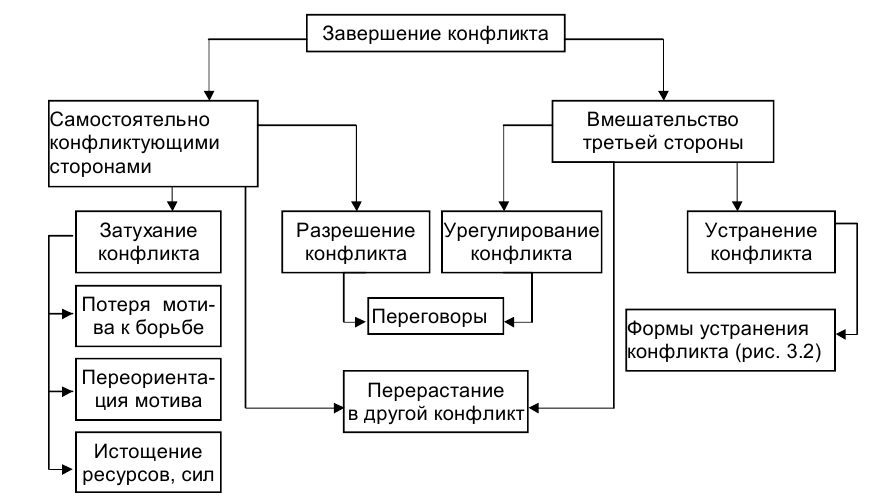 Завершение конфликта
Самостоятельно
конфликтующими
сторонами
Вмешательство
третьей стороны
Затухание
конфликта
Разрешение
конфликта
Урегулирование
конфликта
Устранение
конфликта
Потеря моти-
ва к борьбе
Переговоры
Формы устранения
конфликта (рис. 3.2)
Переориента-
ция мотива
Перерастание
в другой конфликт
Истощение
ресурсов, сил